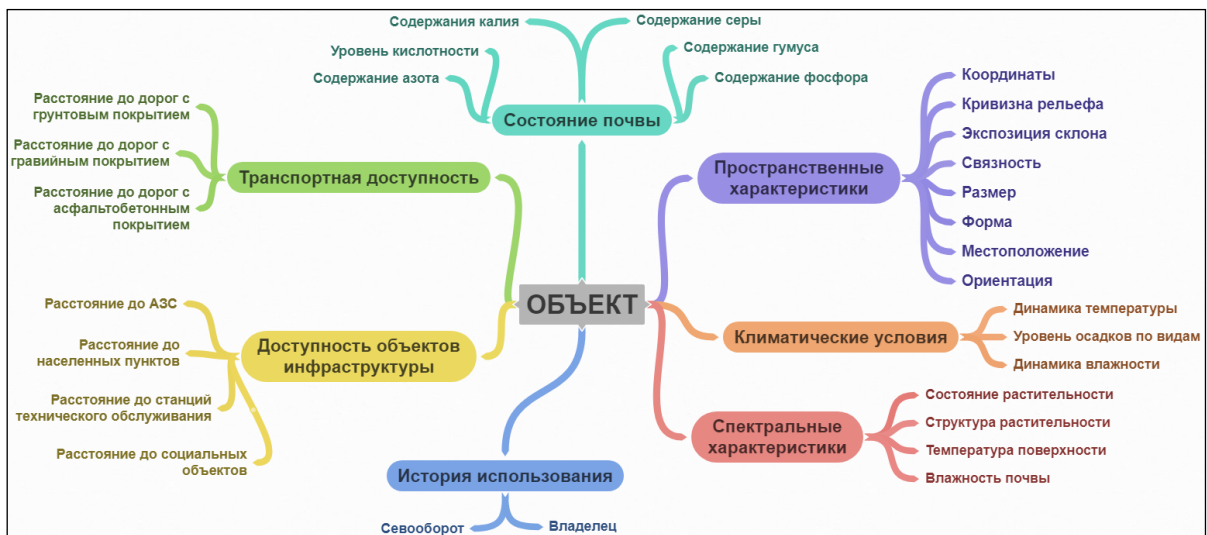 Содержания калия
Содержание серы
Уровень кислотности
Содержание гумуса
Содержание азота
Содержание фосфора
Состояние почвы
Расстояние до дорог с
грунтовым покрытием
Расстояние до дорог с
гравийным покрытием
Расстояние до дорог с
асфальтобетонным
покрытием
Транспортная доступность
Пространственные
характеристики
Координаты
Кривизна рельефа
Экспозиция склона
Связность
Размер
Форма
Местоположение
Ориентация
ОБЪЕКТ
Расстояние до АЗС
Расстояние до
населенных пунктов
Расстояние до станций
технического обслуживания
Расстояние до социальных
объектов
Доступность объектов
инфраструктуры
Климатические условия
Динамика температуры
Уровень осадков по видам
Динамика влажности
Спектральные
характеристики
Состояние растительности
Структура растительности
Температура поверхности
Влажность почвы
История использования
Севооборот
Владелец